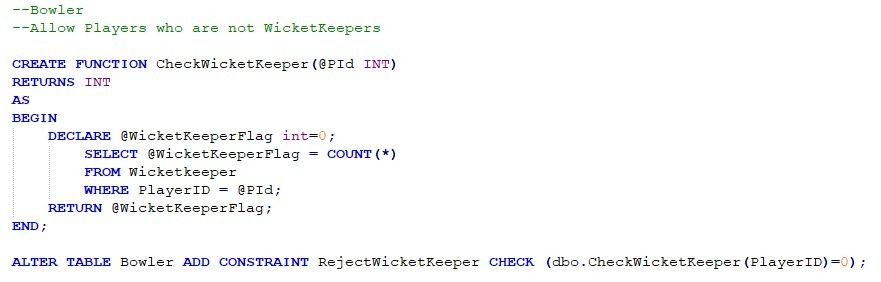 --Bowler
--Allow Players who are not WicketKeepers
CREATE FUNCTION CheckWicketKeeper(@PId INT)
RETURNS INT
AS
BEGIN
DECLARE @WicketKeeperFlag int=0;
SELECT @WicketKeeperFlag = COUNT(*)
FROM Wicketkeeper
WHERE PlayerID = @PId;
RETURN @WicketKeeperFlag;
END;
ALTER TABLE Bowler ADD CONSTRAINT RejectWicketKeeper CHECK (dbo.CheckWicketKeeper(PlayerID)=0);